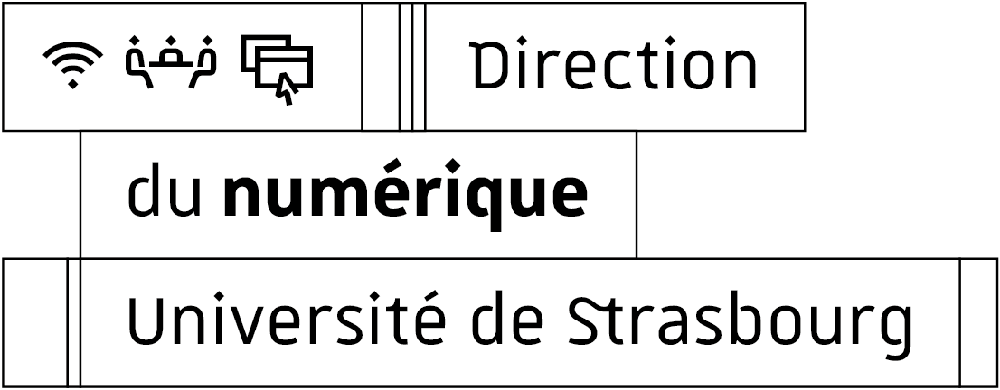 Direction
du numérique
Université de Strasbourg